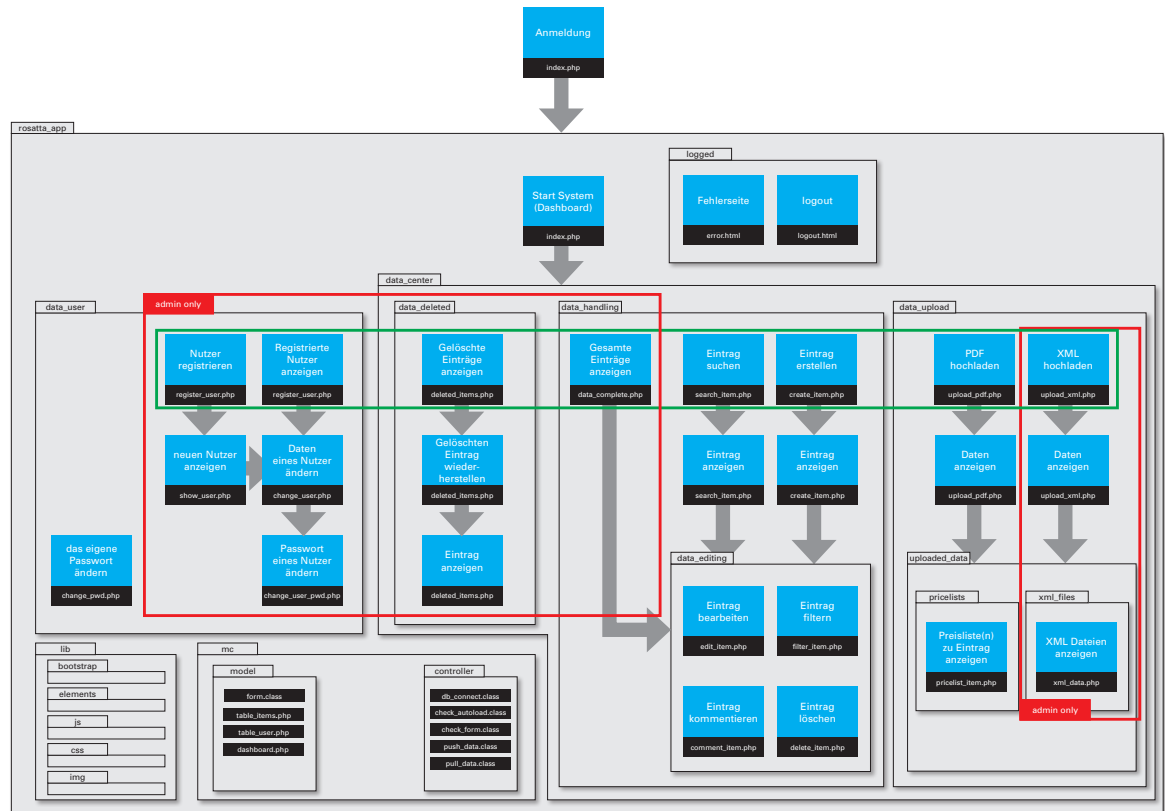 Anmeldung
index.php
rosatta_app
logged
Fehlerseite
error.html
logout
logout.html
Start System
(Dashboard)
index.php
data_center
data_user
admin only
Nutzer
registrieren
register_user.php
Registrierte
Nutzer
anzeigen
register_user.php
neuen Nutzer
anzeigen
show_user.php
Daten
eines Nutzer
ändern
change_user.php
das eigene
Passwort
ändern
change_pwd.php
Passwort
eines Nutzer
ändern
change_user_pwd.php
data_deleted
Gelöschte
Einträge
anzeigen
deleted_items.php
Gelöschten
Eintrag
wieder-
herstellen
deleted_items.php
Eintrag
anzeigen
deleted_items.php
data_handling
Gesamte
Einträge
anzeigen
data_complete.php
Eintrag
suchen
search_item.php
Eintrag
erstellen
create_item.php
Eintrag
anzeigen
search_item.php
Eintrag
anzeigen
create_item.php
data_editing
Eintrag
bearbeiten
edit_item.php
Eintrag
filtern
filter_item.php
Eintrag
kommentieren
comment_item.php
Eintrag
löschen
delete_item.php
data_upload
PDF
hochladen
upload_pdf.php
XML
hochladen
upload_xml.php
Daten
anzeigen
upload_pdf.php
Daten
anzeigen
upload_xml.php
uploaded_data
pricelists
Preisliste(n)
zu Eintrag
anzeigen
pricelist_item.php
xml_files
XML Dateien
anzeigen
xml_data.php
admin only
lib
bootstrap
elements
js
css
img
mc
model
form.class
table_items.php
table_user.php
dashboard.php
controller
db_connect.class
check_autoload.class
check_form.class
push_data.class
pull_data.class